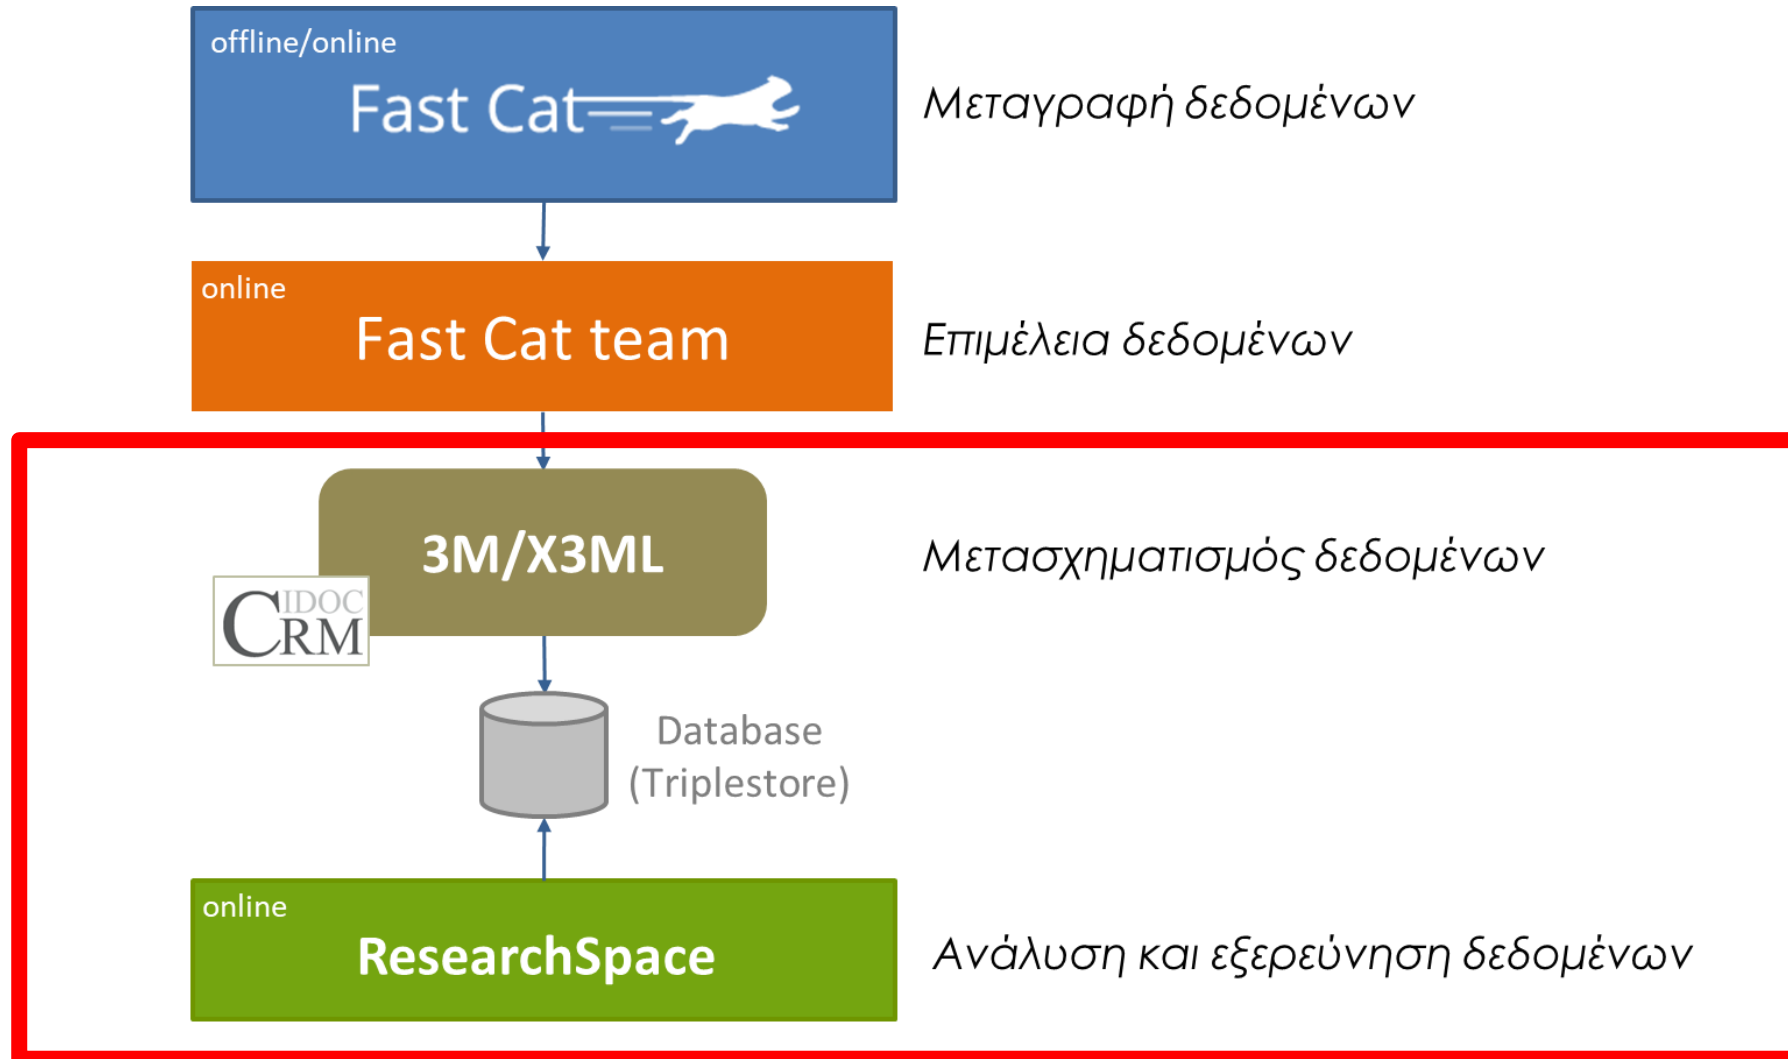 offline/online
Fast Cat
Μεταγραφή δεδομένων
online
Fast Cat team
Επιμέλεια δεδομένων
3M/X3ML
Μετασχηματισμός δεδομένων
CIDOC
CRM
Database
(Triplestore)
online
ResearchSpace
Ανάλυση και εξερεύνηση δεδομένων